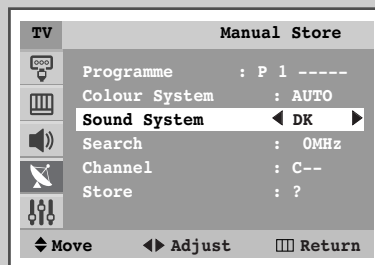 TV Manual Store
Programme : P 1 -----
Colour System : AUTO
Sound System ◀ DK ▶
Search : 0MHz
Channel : C--
Store : ?
Move Adjust Return